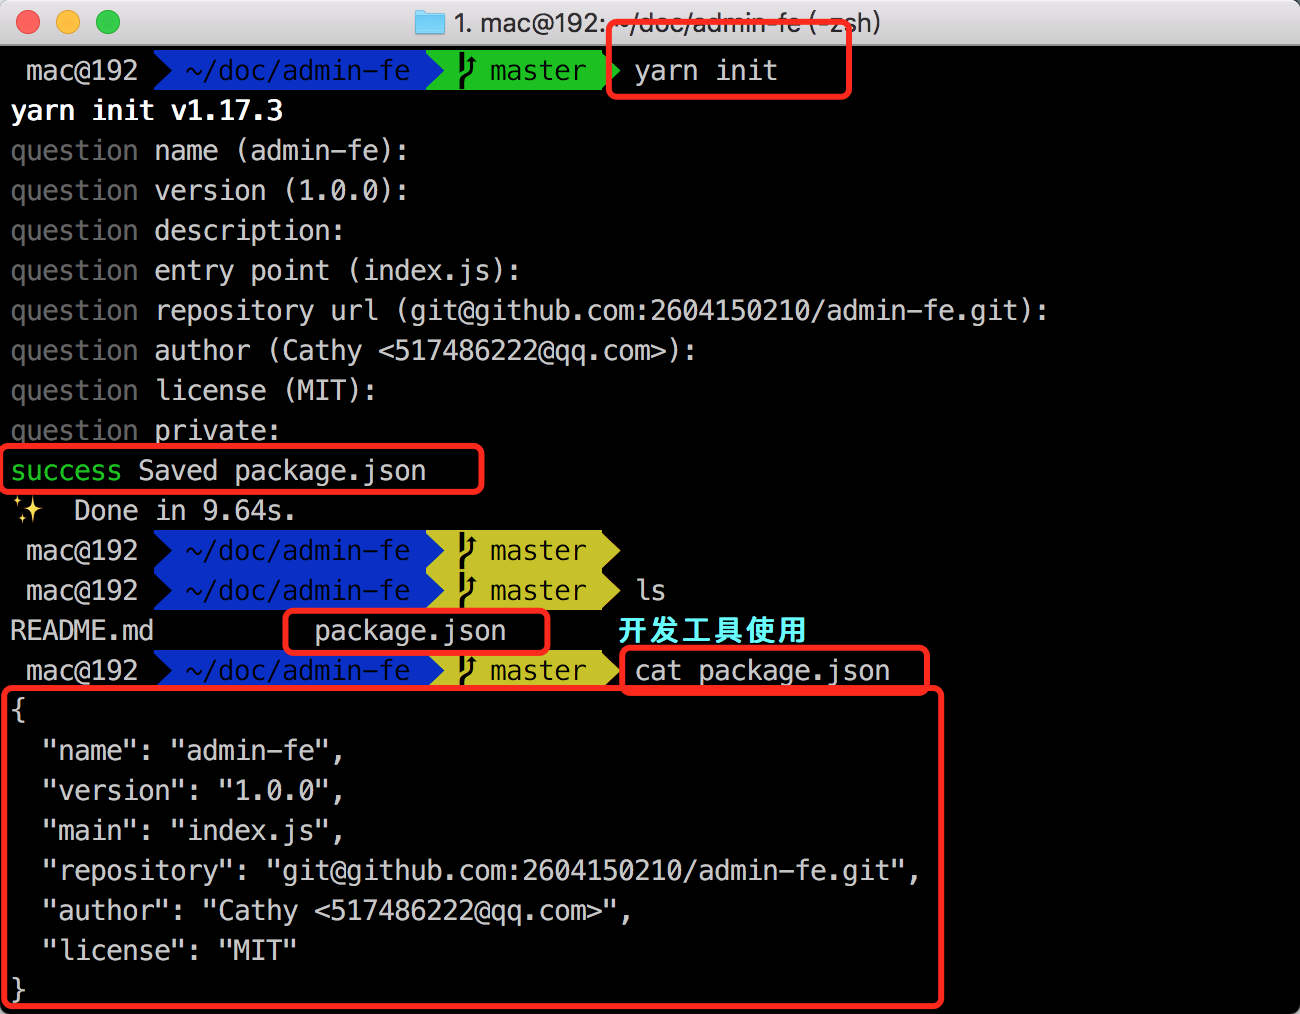 1. mac@192: ~/doc/admin-fe (-zsh)
mac@192 ~/doc/admin-fe master yarn init
yarn init v1.17.3
question name (admin-fe):
question version (1.0.0):
question description:
question entry point (index.js):
question repository url (git@github.com:2604150210/admin-fe.git):
question author (Cathy <517486222@qq.com>):
question license (MIT):
question private:
success Saved package.json
✨ Done in 9.64s.
mac@192 ~/doc/admin-fe master
mac@192 ~/doc/admin-fe master ls
README.md package.json 开发工具使用
mac@192 ~/doc/admin-fe master cat package.json
{
  "name": "admin-fe",
  "version": "1.0.0",
  "main": "index.js",
  "repository": "git@github.com:2604150210/admin-fe.git",
  "author": "Cathy <517486222@qq.com>",
  "license": "MIT"
}